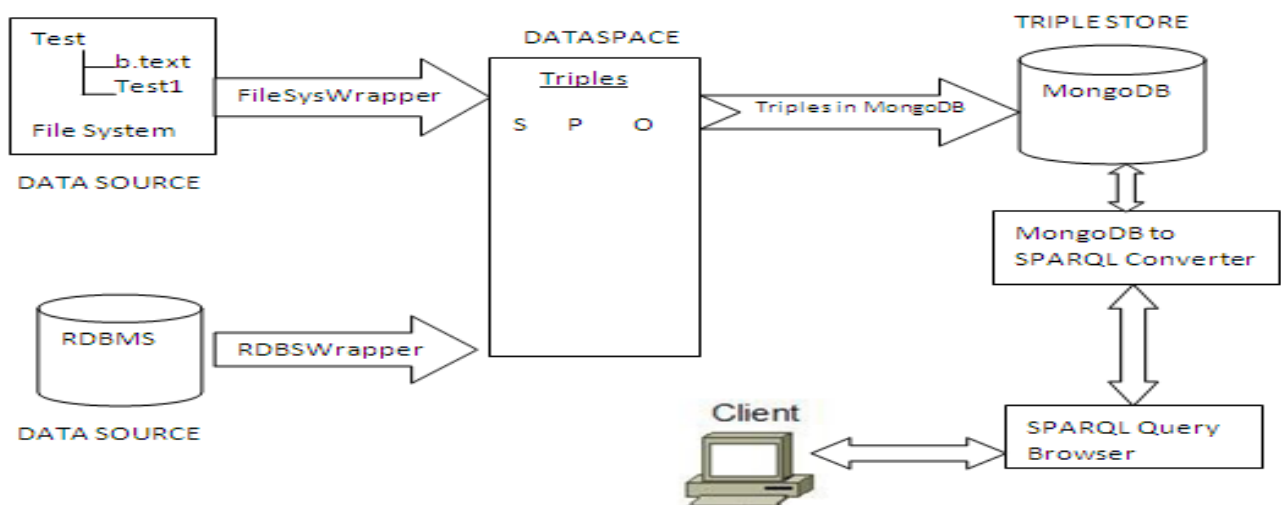 Test
b.text
Test1
File System
DATA SOURCE
FileSysWrapper
DATASPACE
Triples
S P O
Triples in MongoDB
TRIPLE STORE
MongoDB
MongoDB to
SPARQL Converter
RDBMS
DATA SOURCE
RDBSWrapper
Client
SPARQL Query
Browser